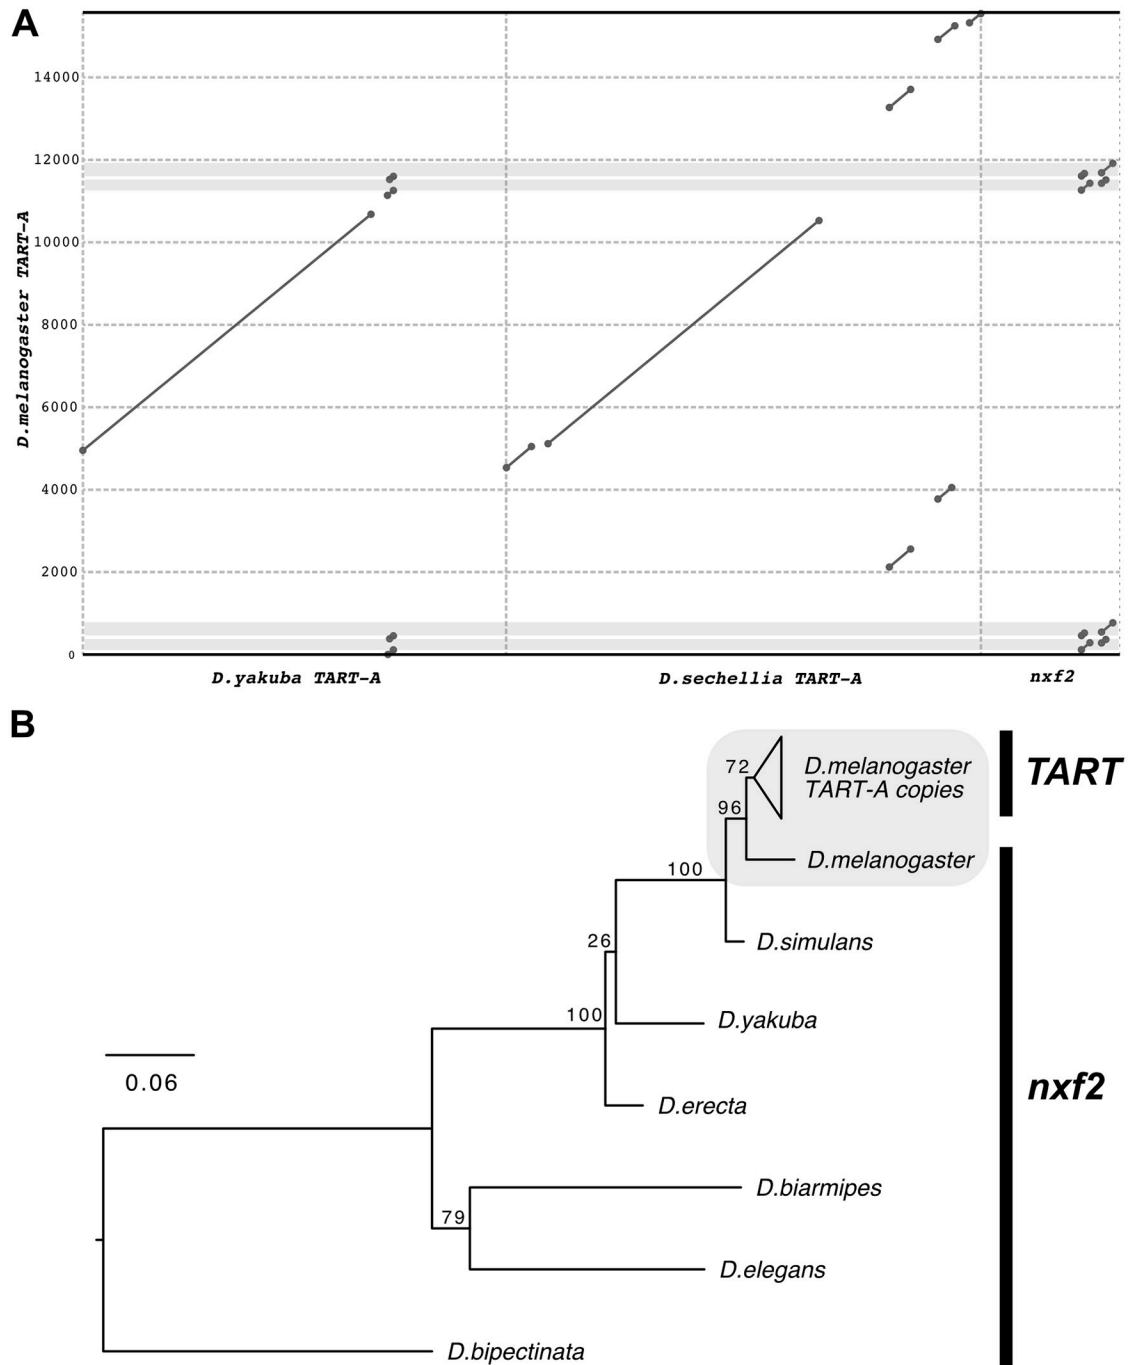 A
D.melanogaster TART-A
14000
12000
10000
8000
6000
4000
2000
0
D.yakuba TART-A
D.sechellia TART-A
nxf2
B
72
D.melanogaster
TART-A copies
TART
96
D.melanogaster
100
26
D.simulans
100
D.yakuba
0.06
nxf2
D.erecta
D.biarmipes
79
D.elegans
D.bipectinata